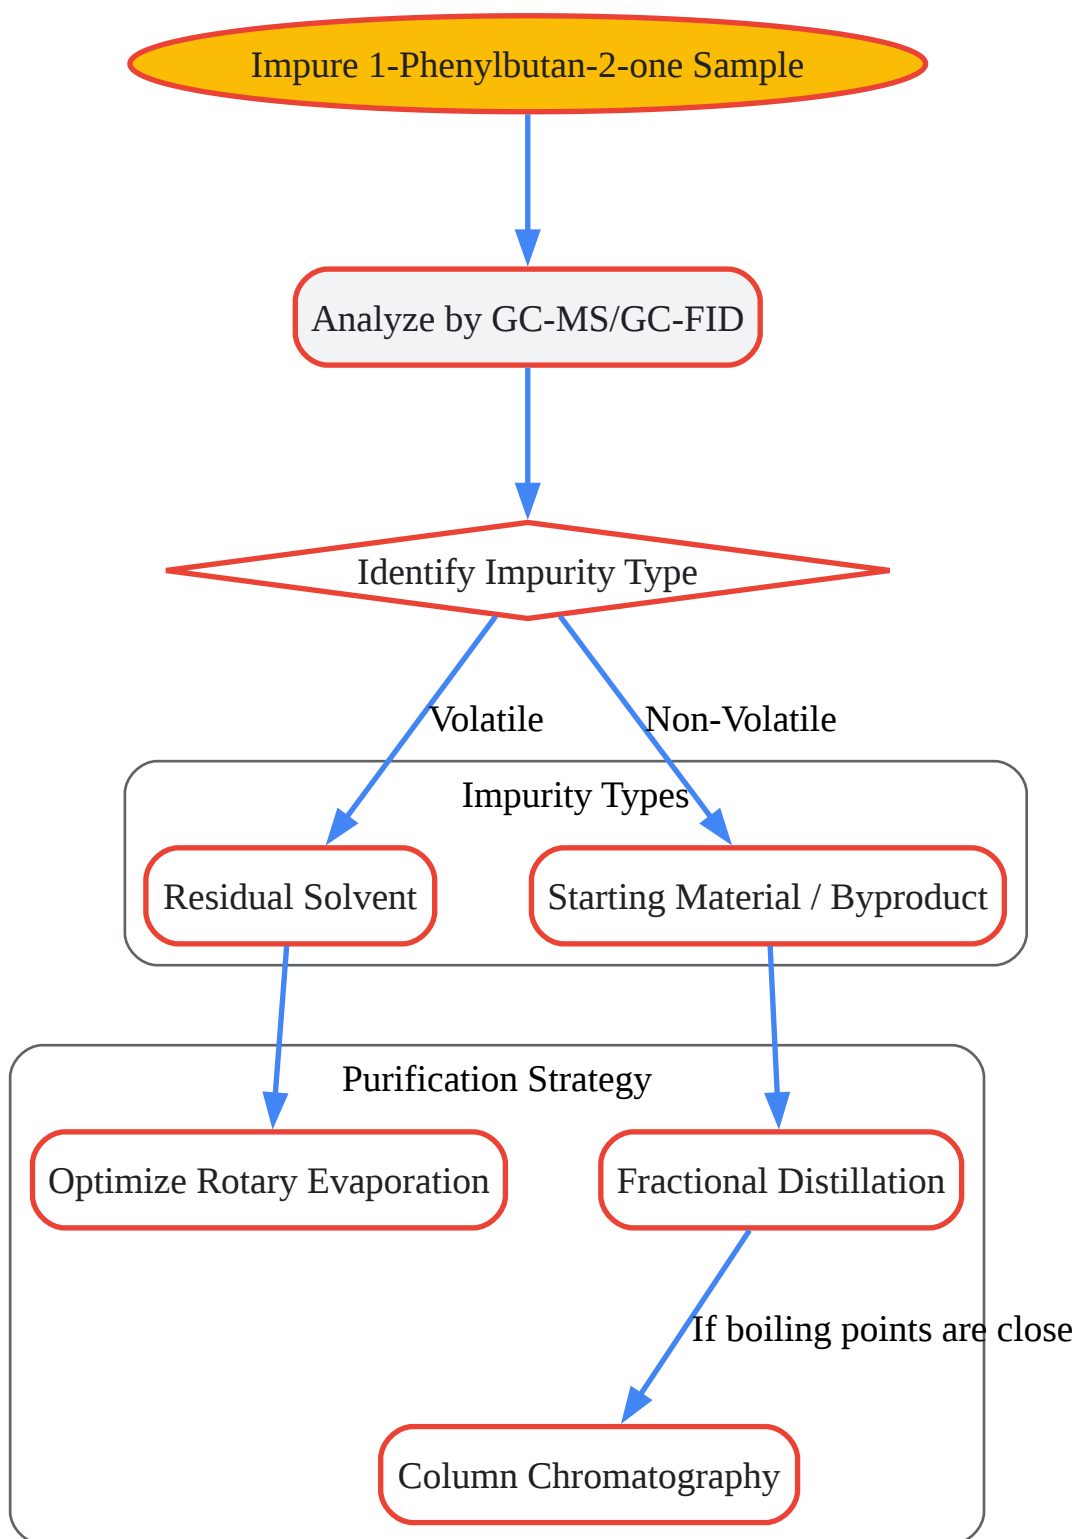 Impure 1-Phenylbutan-2-one Sample
Analyze by GC-MS/GC-FID
Identify Impurity Type
Volatile
Non-Volatile
Impurity Types
Residual Solvent
Starting Material / Byproduct
Purification Strategy
Optimize Rotary Evaporation
Fractional Distillation
If boiling points are close
Column Chromatography